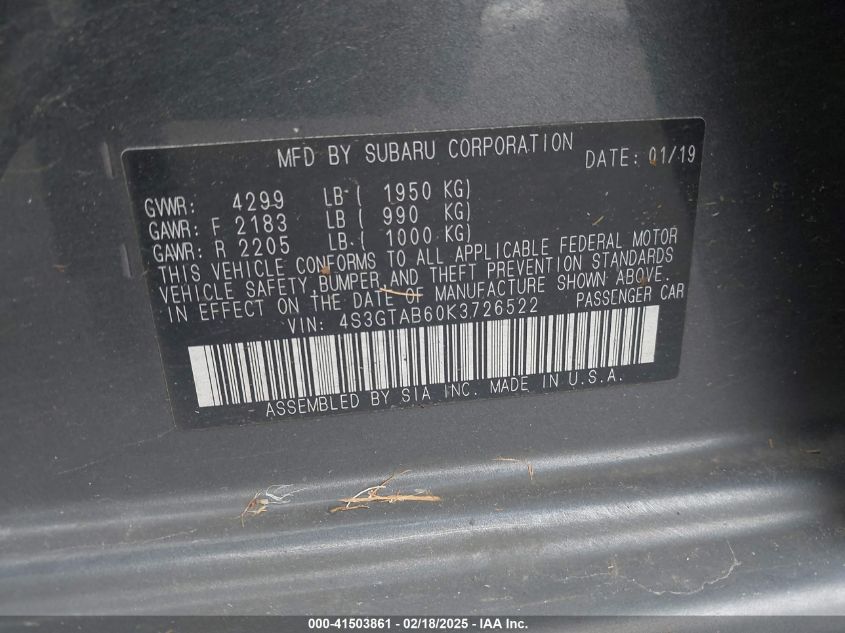 MFD BY SUBARU CORPORATION DATE: 01/19
GVWR: 4299 LB ( 1950 KG)
GAWR: F 2183 LB ( 990 KG)
GAWR: R 2205 LB ( 1000 KG)
THIS VEHICLE CONFORMS TO ALL APPLICABLE FEDERAL MOTOR
VEHICLE SAFETY, BUMPER AND THEFT PREVENTION STANDARDS
IN EFFECT ON THE DATE OF MANUFACTURE SHOWN ABOVE.
VIN: 4S3GTAB60K3726522 PASSENGER CAR
ASSEMBLED BY SIA INC. MADE IN U.S.A.
000-41503861 - 02/18/2025 - IAA Inc.